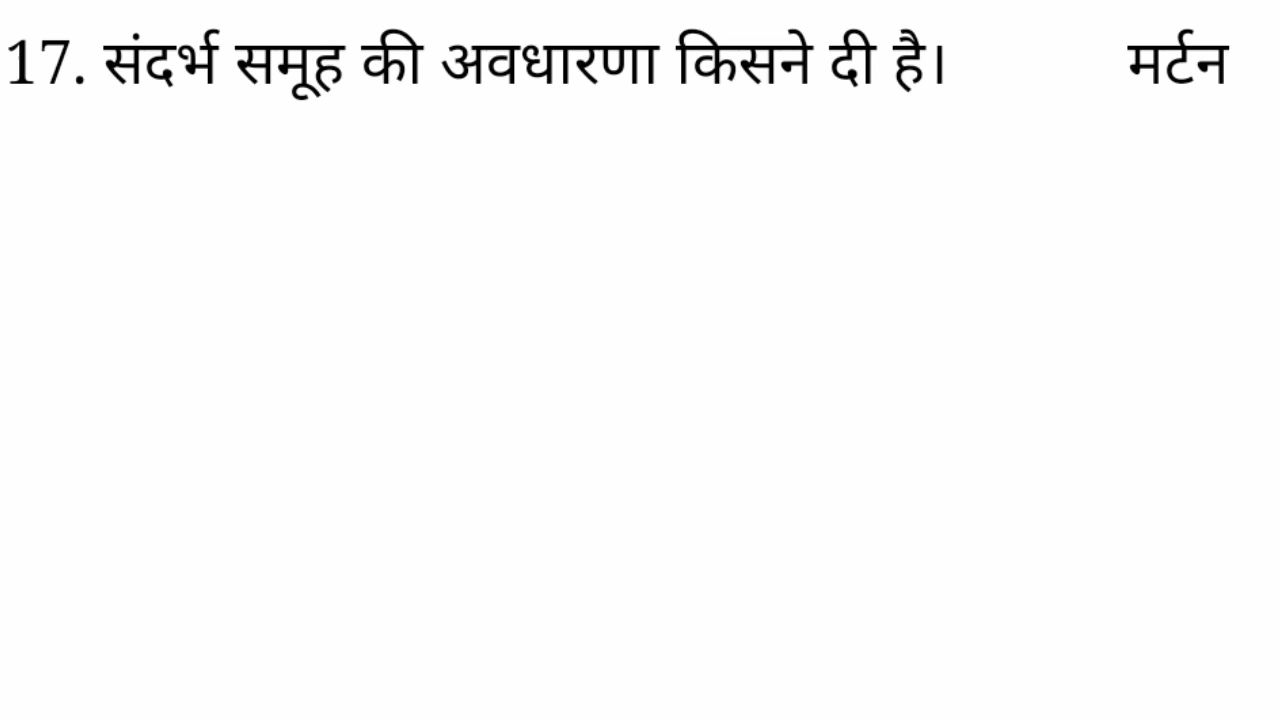 17. संदर्भ समूह की अवधारणा किसने दी है। मर्टन